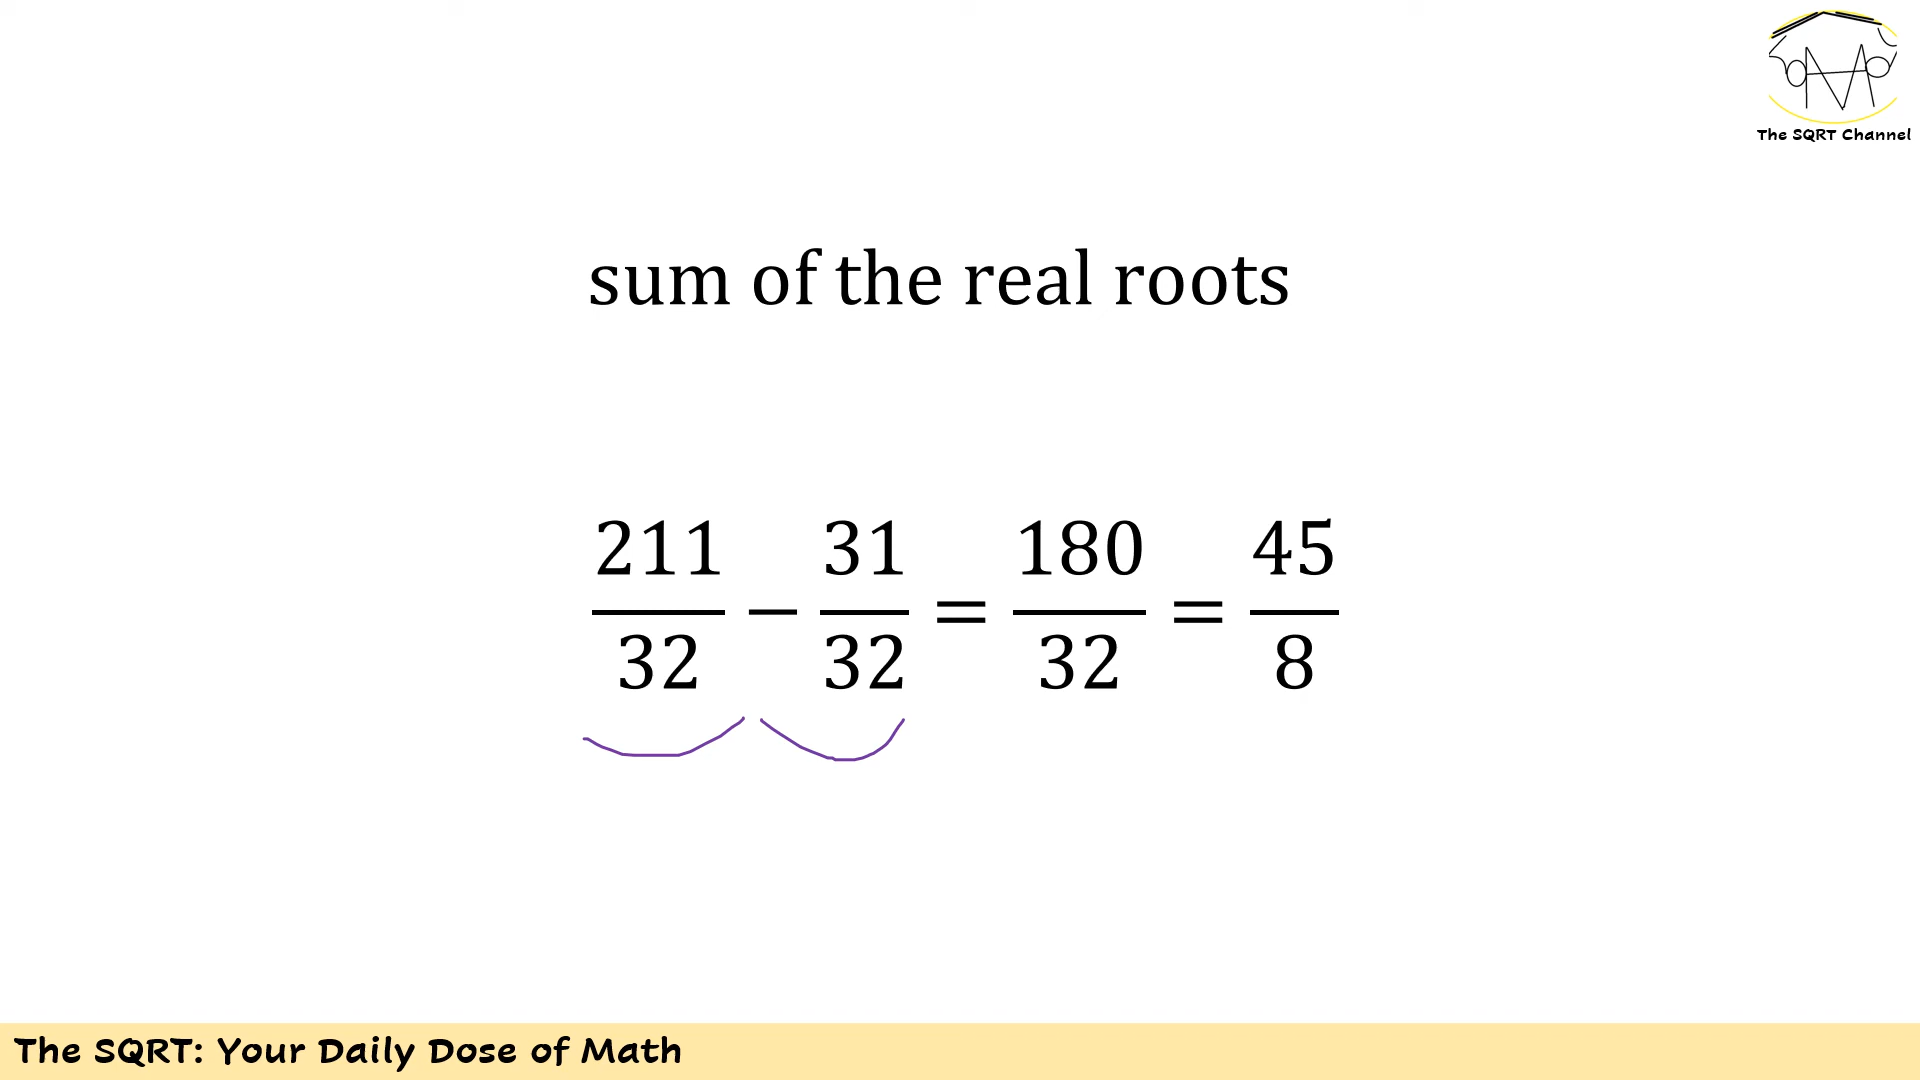 The SQRT Channel
sum of the real roots
211/32 − 31/32 = 180/32 = 45/8
The SQRT: Your Daily Dose of Math